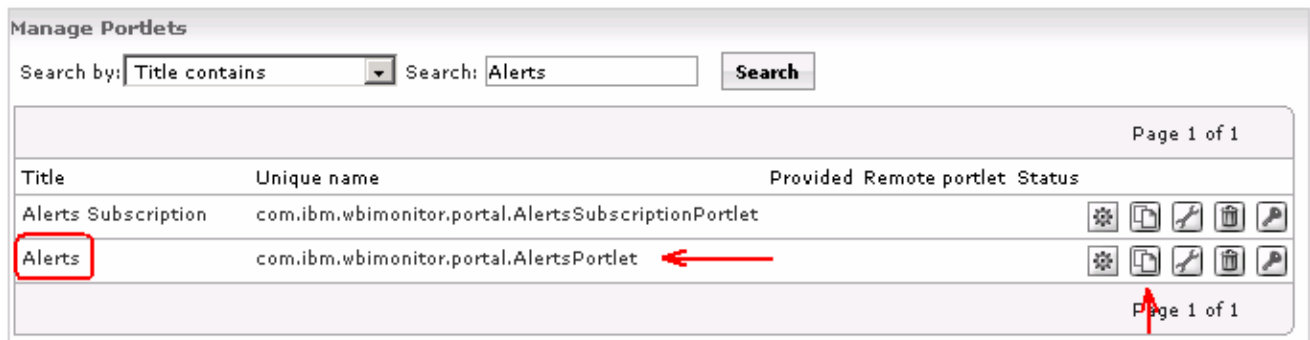 Manage Portlets
Search by: Title contains Search: Alerts Search
Page 1 of 1
Title Unique name Provided Remote portlet Status
Alerts Subscription com.ibm.wbimonitor.portal.AlertsSubscriptionPortlet
Alerts com.ibm.wbimonitor.portal.AlertsPortlet
Page 1 of 1